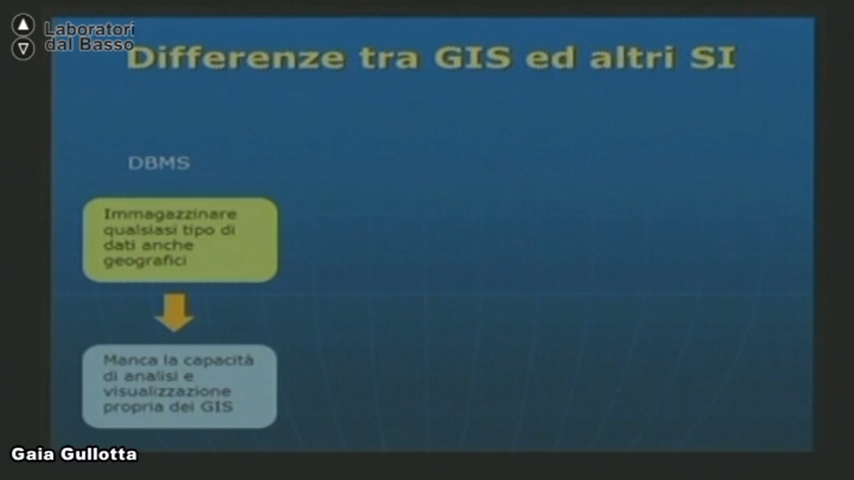 Laboratori
dal Basso
Differenze tra GIS ed altri SI
DBMS
Immagazzinare
qualsiasi tipo di
dati anche
geografici
Manca la capacità
di analisi e
visualizzazione
propria dei GIS
Gaia Gullotta